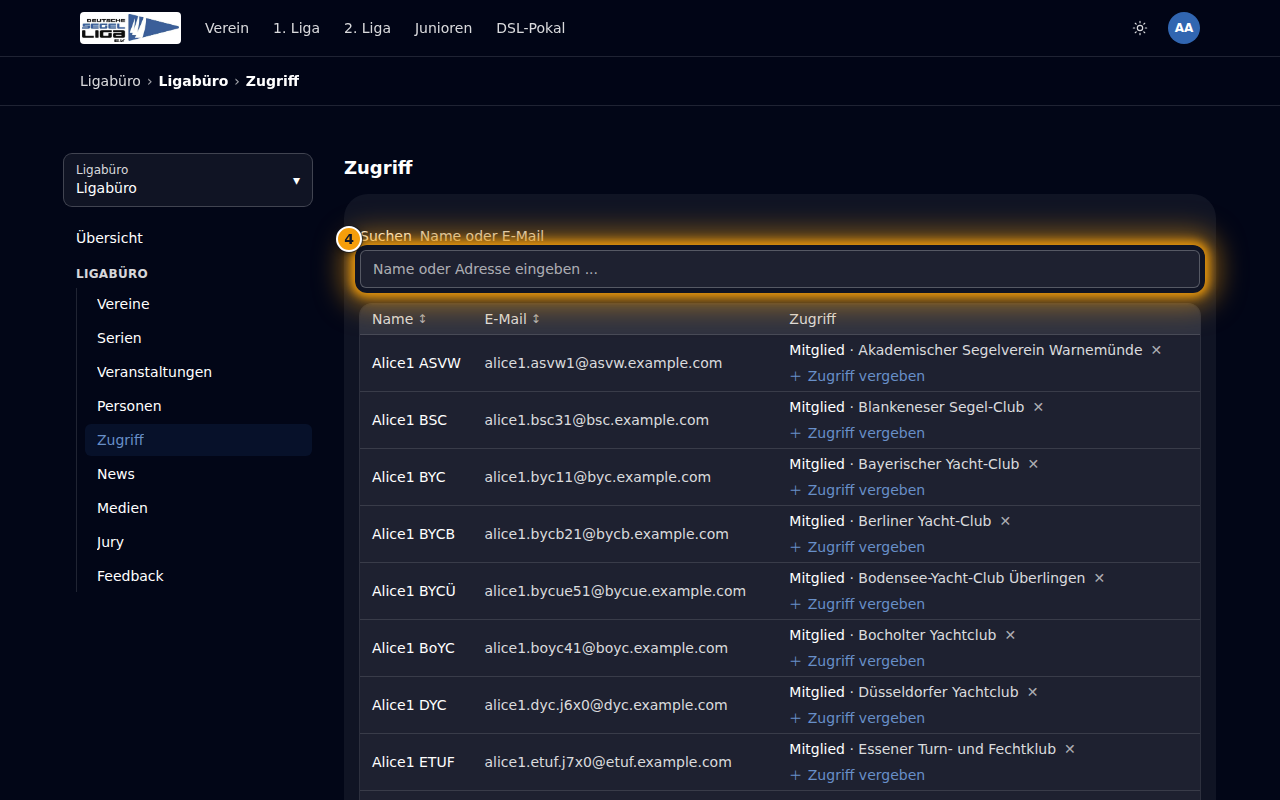 DEUTSCHE
SEGEL
LIGA
e.V.
Verein 1. Liga 2. Liga Junioren DSL-Pokal
AA
Ligabüro › Ligabüro › Zugriff
Ligabüro
Ligabüro ▾
Übersicht
LIGABÜRO
Vereine
Serien
Veranstaltungen
Personen
Zugriff
News
Medien
Jury
Feedback
Zugriff
4
Suchen Name oder E-Mail
Name oder Adresse eingeben ...
Name ↕ E-Mail ↕ Zugriff
Alice1 ASVW alice1.asvw1@asvw.example.com Mitglied · Akademischer Segelverein Warnemünde ✕
+ Zugriff vergeben
Alice1 BSC alice1.bsc31@bsc.example.com Mitglied · Blankeneser Segel-Club ✕
+ Zugriff vergeben
Alice1 BYC alice1.byc11@byc.example.com Mitglied · Bayerischer Yacht-Club ✕
+ Zugriff vergeben
Alice1 BYCB alice1.bycb21@bycb.example.com Mitglied · Berliner Yacht-Club ✕
+ Zugriff vergeben
Alice1 BYCÜ alice1.bycue51@bycue.example.com Mitglied · Bodensee-Yacht-Club Überlingen ✕
+ Zugriff vergeben
Alice1 BoYC alice1.boyc41@boyc.example.com Mitglied · Bocholter Yachtclub ✕
+ Zugriff vergeben
Alice1 DYC alice1.dyc.j6x0@dyc.example.com Mitglied · Düsseldorfer Yachtclub ✕
+ Zugriff vergeben
Alice1 ETUF alice1.etuf.j7x0@etuf.example.com Mitglied · Essener Turn- und Fechtklub ✕
+ Zugriff vergeben